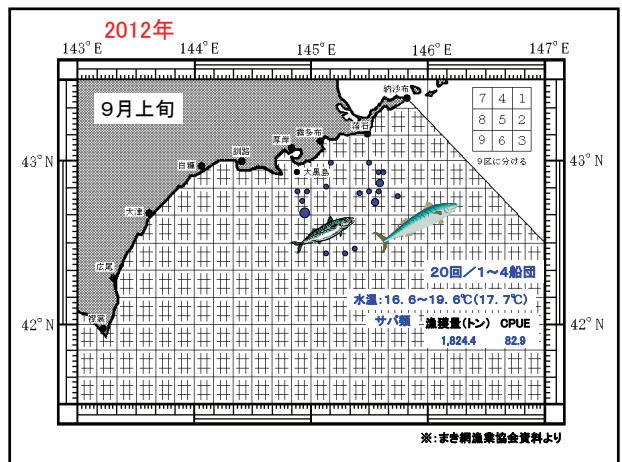 2012年
143°E 144°E 145°E 146°E 147°E
9月上旬
納沙布
7 4 1
8 5 2
9 6 3
9区に分ける
落石
霧多布
厚岸
釧路
白糠
大黒島
43°N 43°N
大津
広尾
20回/1~4船団
水温:16.6~19.6℃(17.7℃)
サバ類 漁獲量(トン) CPUE
1,824.4 82.9
襟裳
42°N 42°N
※:まき網漁業協会資料より